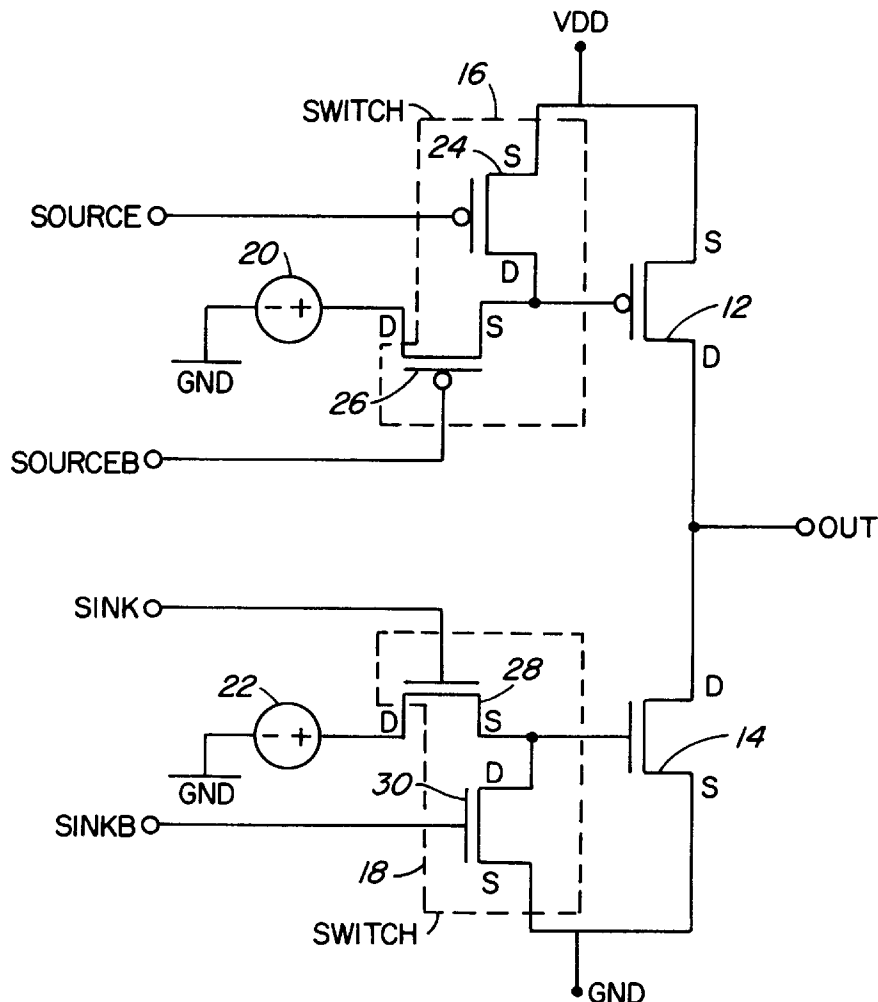 VDD
16
SWITCH
24
S
SOURCE
20
D
S
- +
D
S
12
D
GND
26
SOURCEB
OUT
SINK
28
22
D
D
S
- +
14
GND
30
D
S
SINKB
18
S
SWITCH
GND